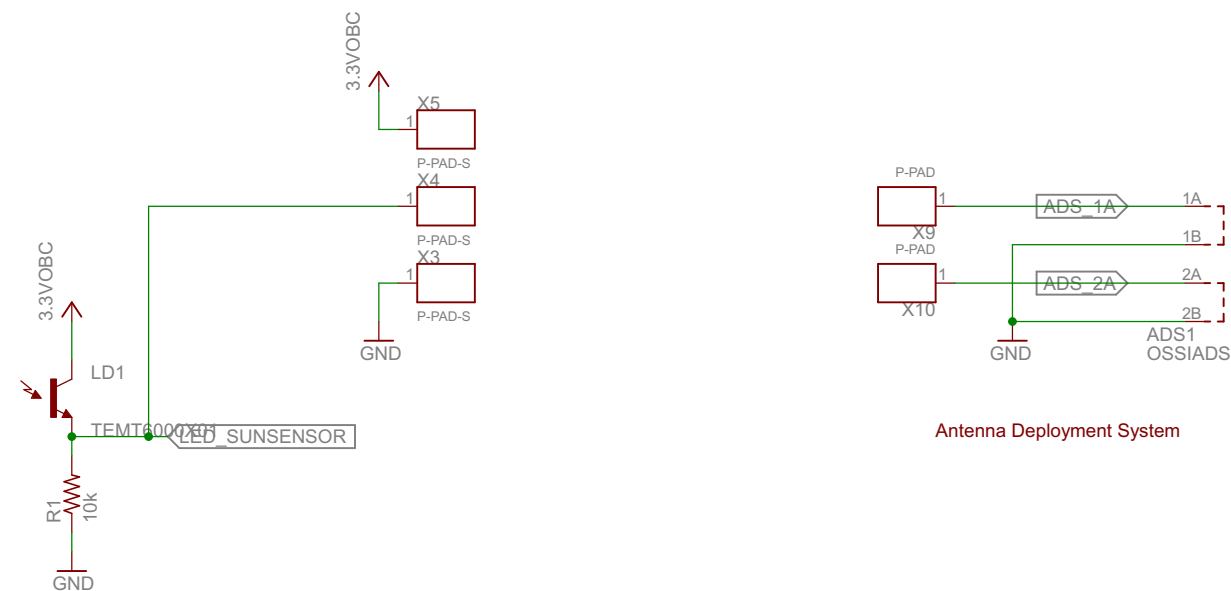 3.3VOBC
X5
1
P-PAD-S
X4
1
P-PAD-S
X3
1
P-PAD-S
GND
3.3VOBC
LD1
TEMT6000X01
LED_SUNSENSOR
R1
10k
GND
P-PAD
1
X9
ADS_1A
1A
1B
P-PAD
1
X10
ADS_2A
2A
2B
GND
ADS1
OSSIADS
Antenna Deployment System